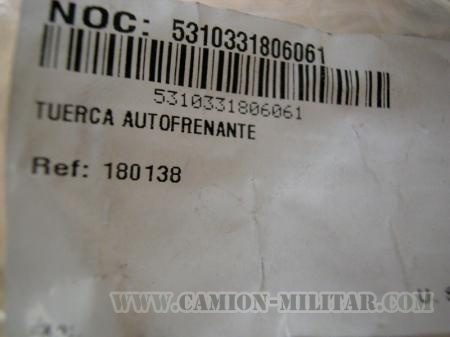 NOC: 5310331806061
5310331806061
TUERCA AUTOFRENANTE
Ref: 180138
WWW.CAMION-MILITAR.COM